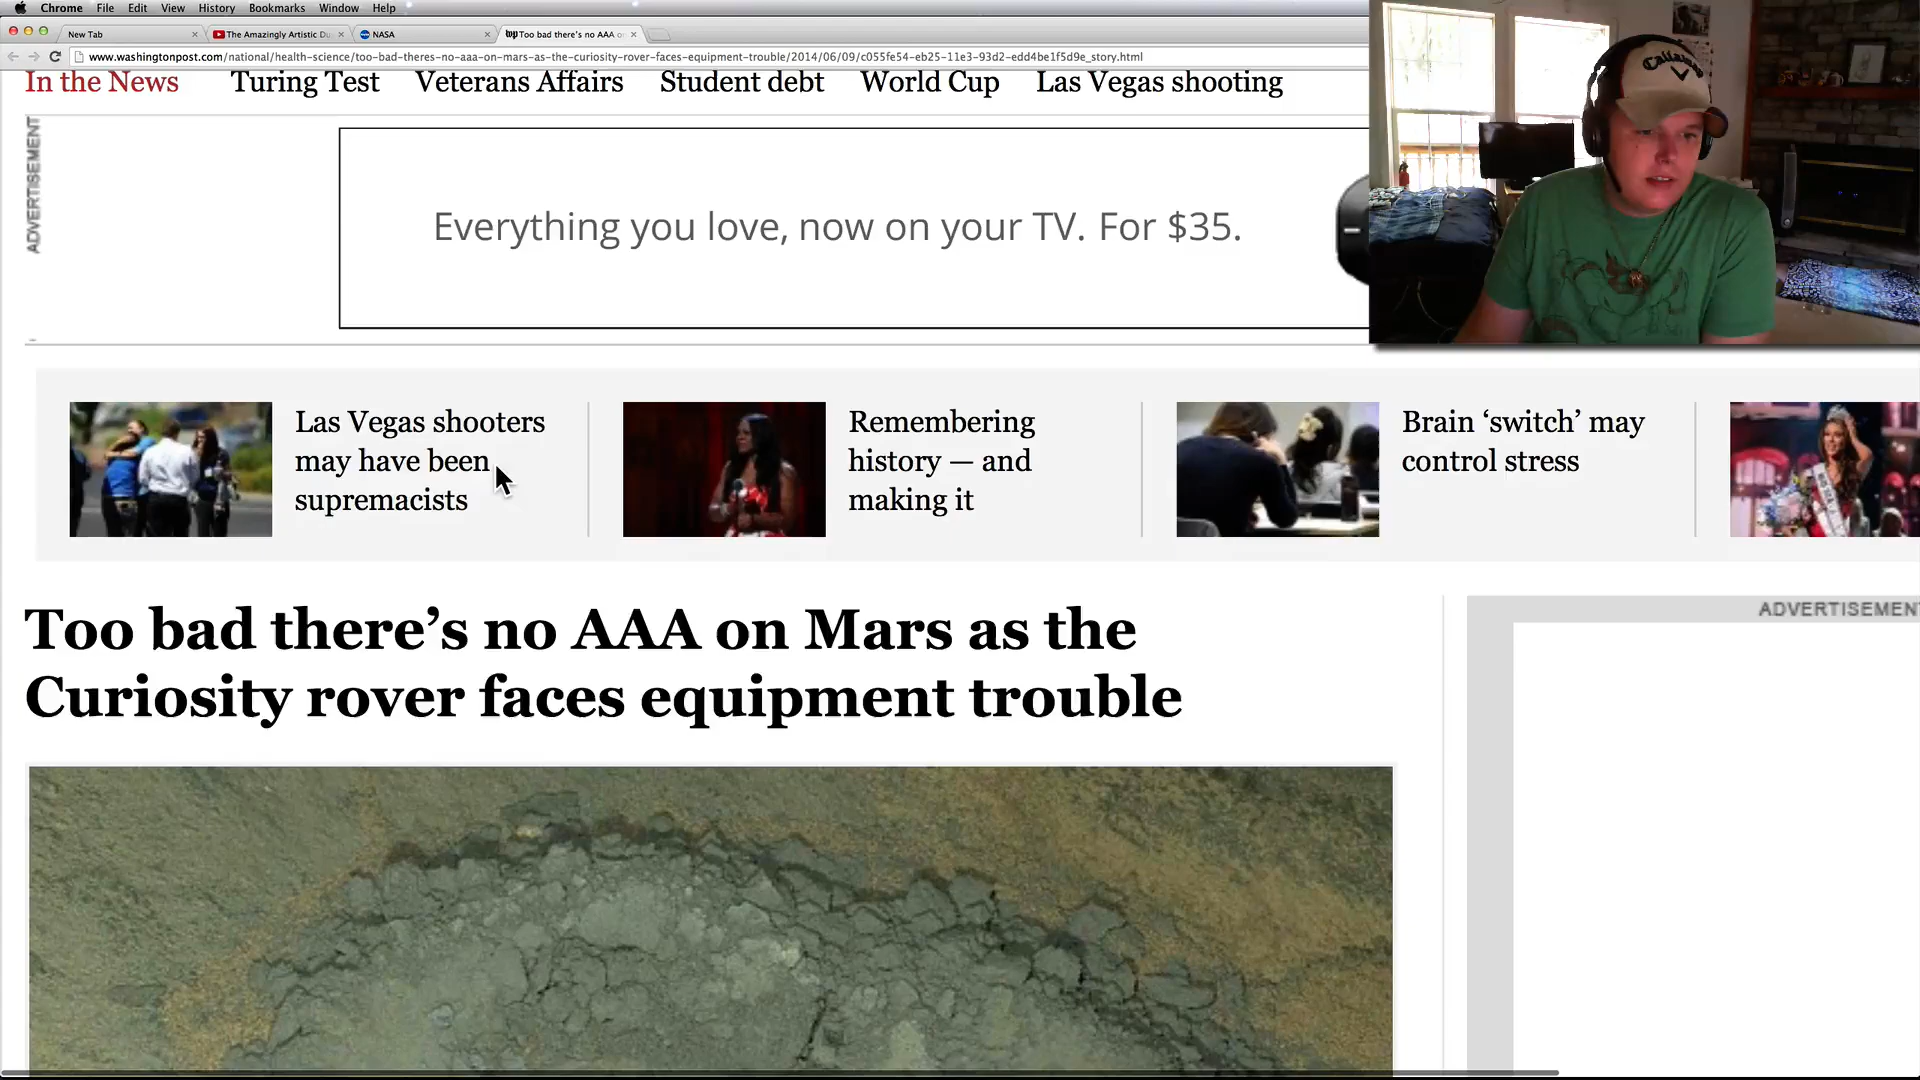 Chrome File Edit View History Bookmarks Window Help
New Tab
The Amazingly Artistic Du
NASA
wp Too bad there's no AAA o
www.washingtonpost.com/national/health-science/too-bad-theres-no-aaa-on-mars-as-the-curiosity-rover-faces-equipment-trouble/2014/06/09/c055fe54-eb25-11e3-93d2-edd4be1f5d9e_story.html
In the News Turing Test Veterans Affairs Student debt World Cup Las Vegas shooting
ADVERTISEMENT
Everything you love, now on your TV. For $35.
Callaway
Las Vegas shooters
may have been
supremacists
Remembering
history — and
making it
Brain ‘switch’ may
control stress
Too bad there’s no AAA on Mars as the
Curiosity rover faces equipment trouble
ADVERTISEMENT